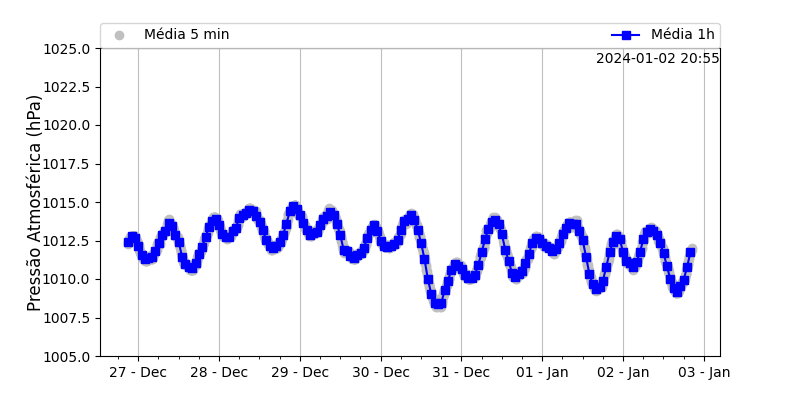 Média 5 min
Média 1h
2024-01-02 20:55
Pressão Atmosférica (hPa)
1025.0
1022.5
1020.0
1017.5
1015.0
1012.5
1010.0
1007.5
1005.0
27 - Dec
28 - Dec
29 - Dec
30 - Dec
31 - Dec
01 - Jan
02 - Jan
03 - Jan